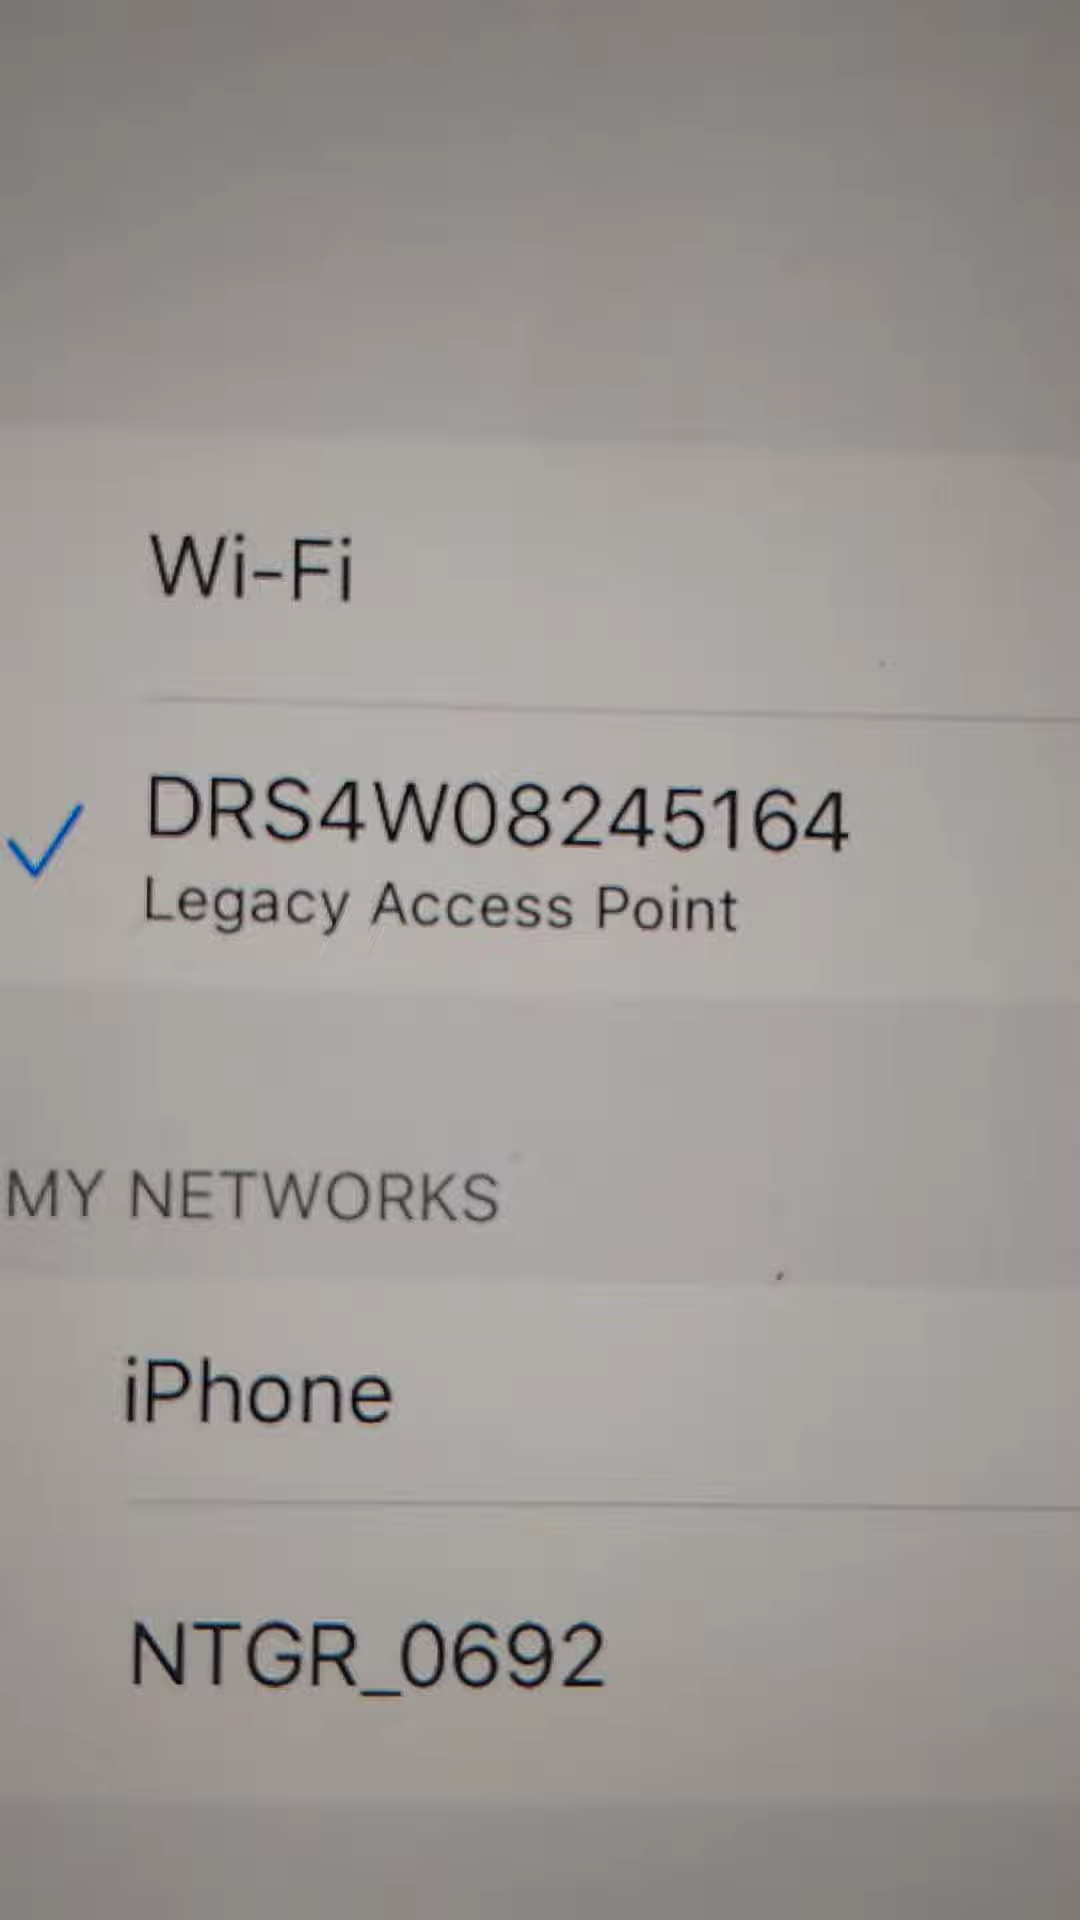 Wi-Fi
DRS4W08245164
Legacy Access Point
MY NETWORKS
iPhone
NTGR_0692